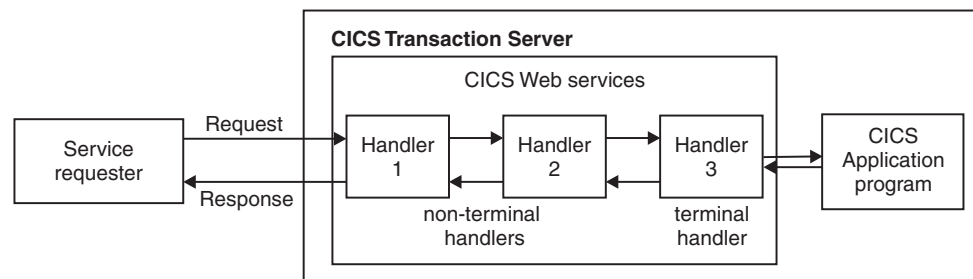 CICS Transaction Server
CICS Web services
Request
Service
requester
Response
Handler
1
Handler
2
Handler
3
non-terminal
handlers
terminal
handler
CICS
Application
program